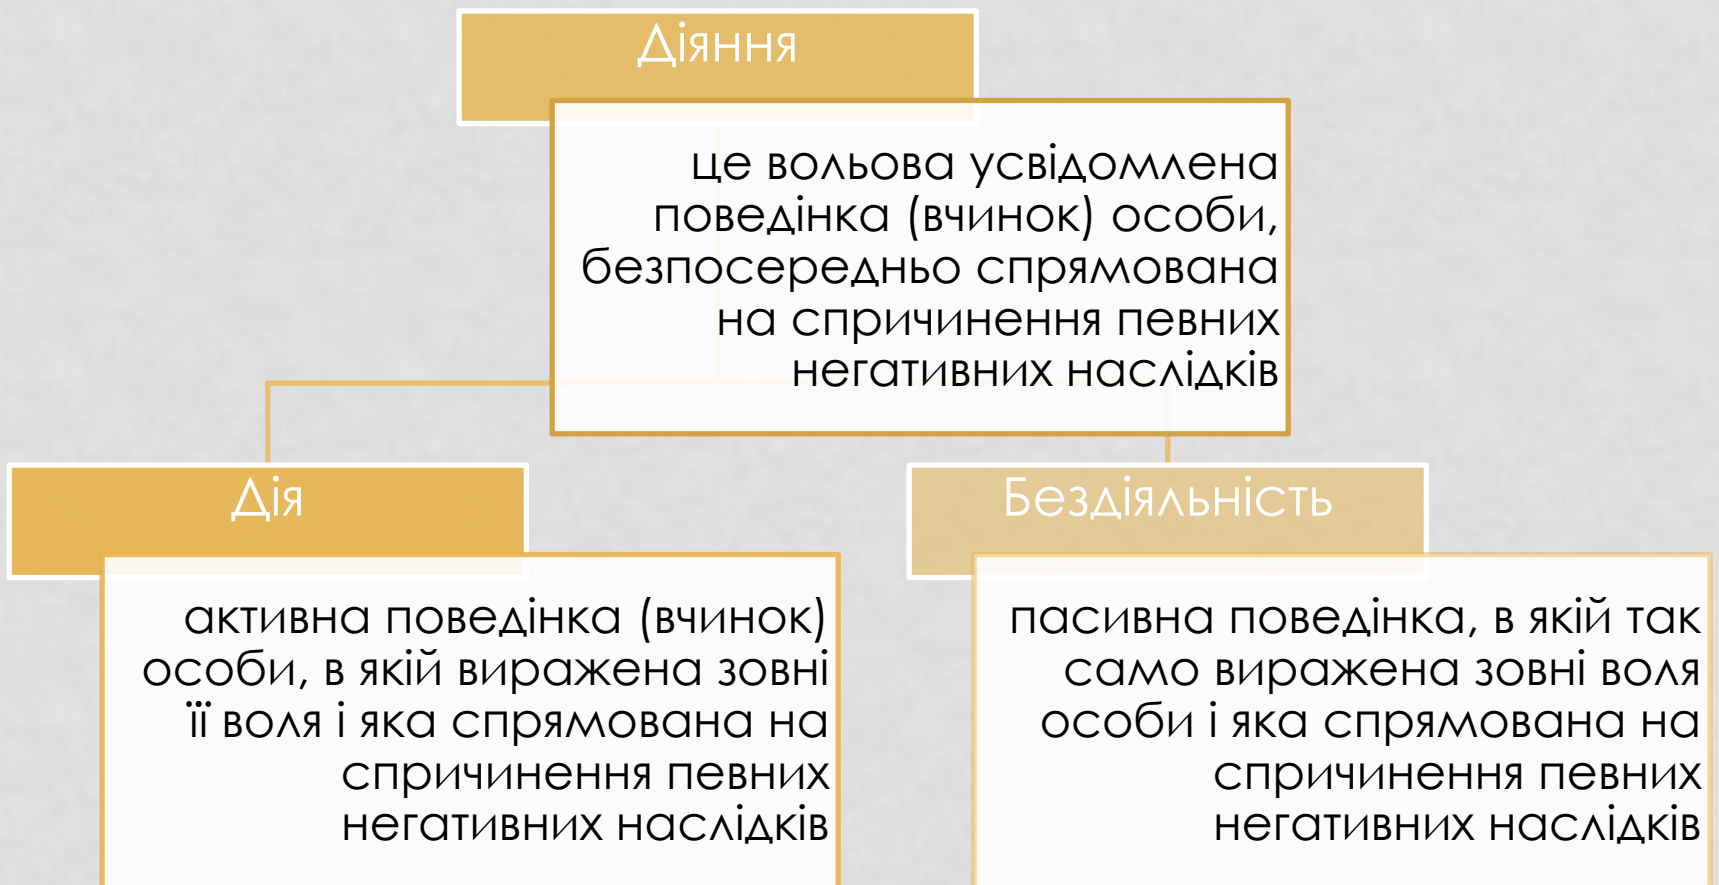 Діяння
це вольова усвідомлена
поведінка (вчинок) особи,
безпосередньо спрямована
на спричинення певних
негативних наслідків
Дія
активна поведінка (вчинок)
особи, в якій виражена зовні
її воля і яка спрямована на
спричинення певних
негативних наслідків
Бездіяльність
пасивна поведінка, в якій так
само виражена зовні воля
особи і яка спрямована на
спричинення певних
негативних наслідків